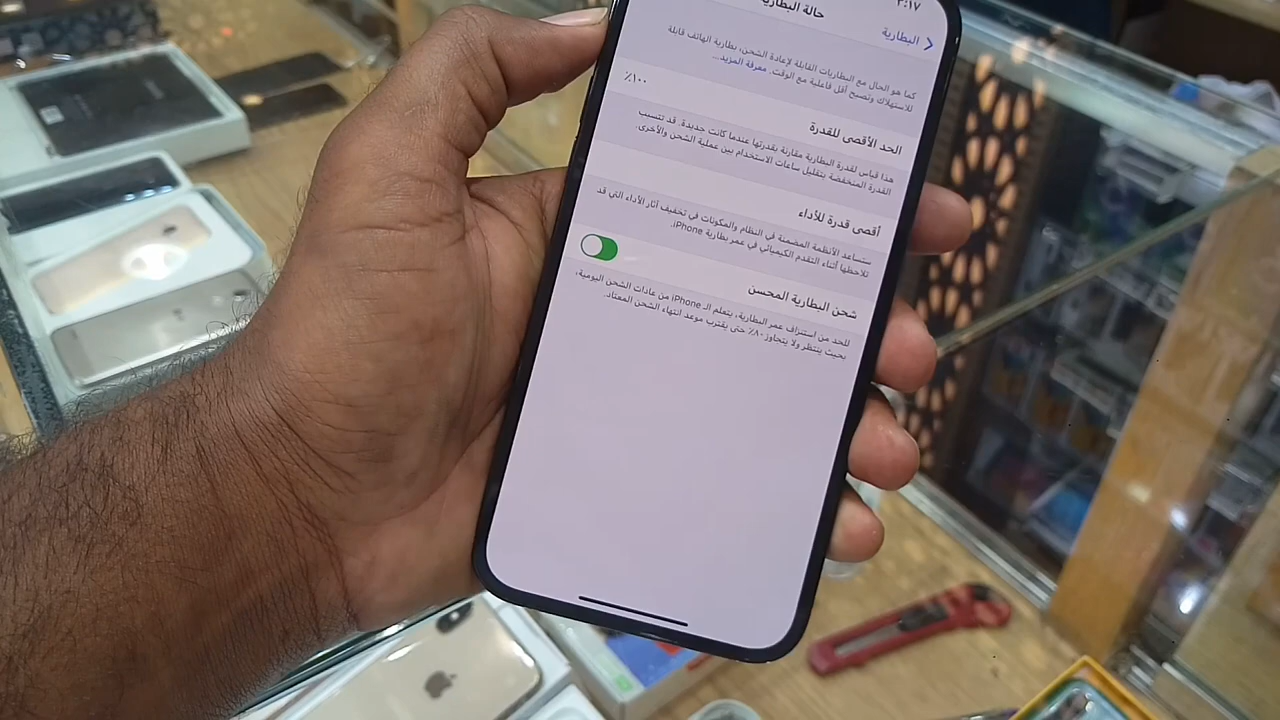 ٣:١٧
البطارية
حالة البطارية
كما هو الحال مع البطاريات القابلة لإعادة الشحن، بطارية الهاتف قابلة
للاستهلاك وتصبح أقل فاعلية مع الوقت. معرفة المزيد...
الحد الأقصى للقدرة
٪١٠٠
هذا قياس لقدرة البطارية مقارنة بقدرتها عندما كانت جديدة. قد تتسبب
القدرة المنخفضة بتقليل ساعات الاستخدام بين عملية الشحن والأخرى.
أقصى قدرة للأداء
ستساعد الأنظمة المضمنة في النظام والمكونات في تخفيف آثار الأداء التي قد
تلاحظها أثناء التقدم الكيميائي في عمر بطارية iPhone.
شحن البطارية المحسن
للحد من استنزاف عمر البطارية، يتعلم الـ iPhone من عادات الشحن اليومية،
بحيث ينتظر ولا يتجاوز ٨٠٪ حتى يقترب موعد انتهاء الشحن المعتاد.